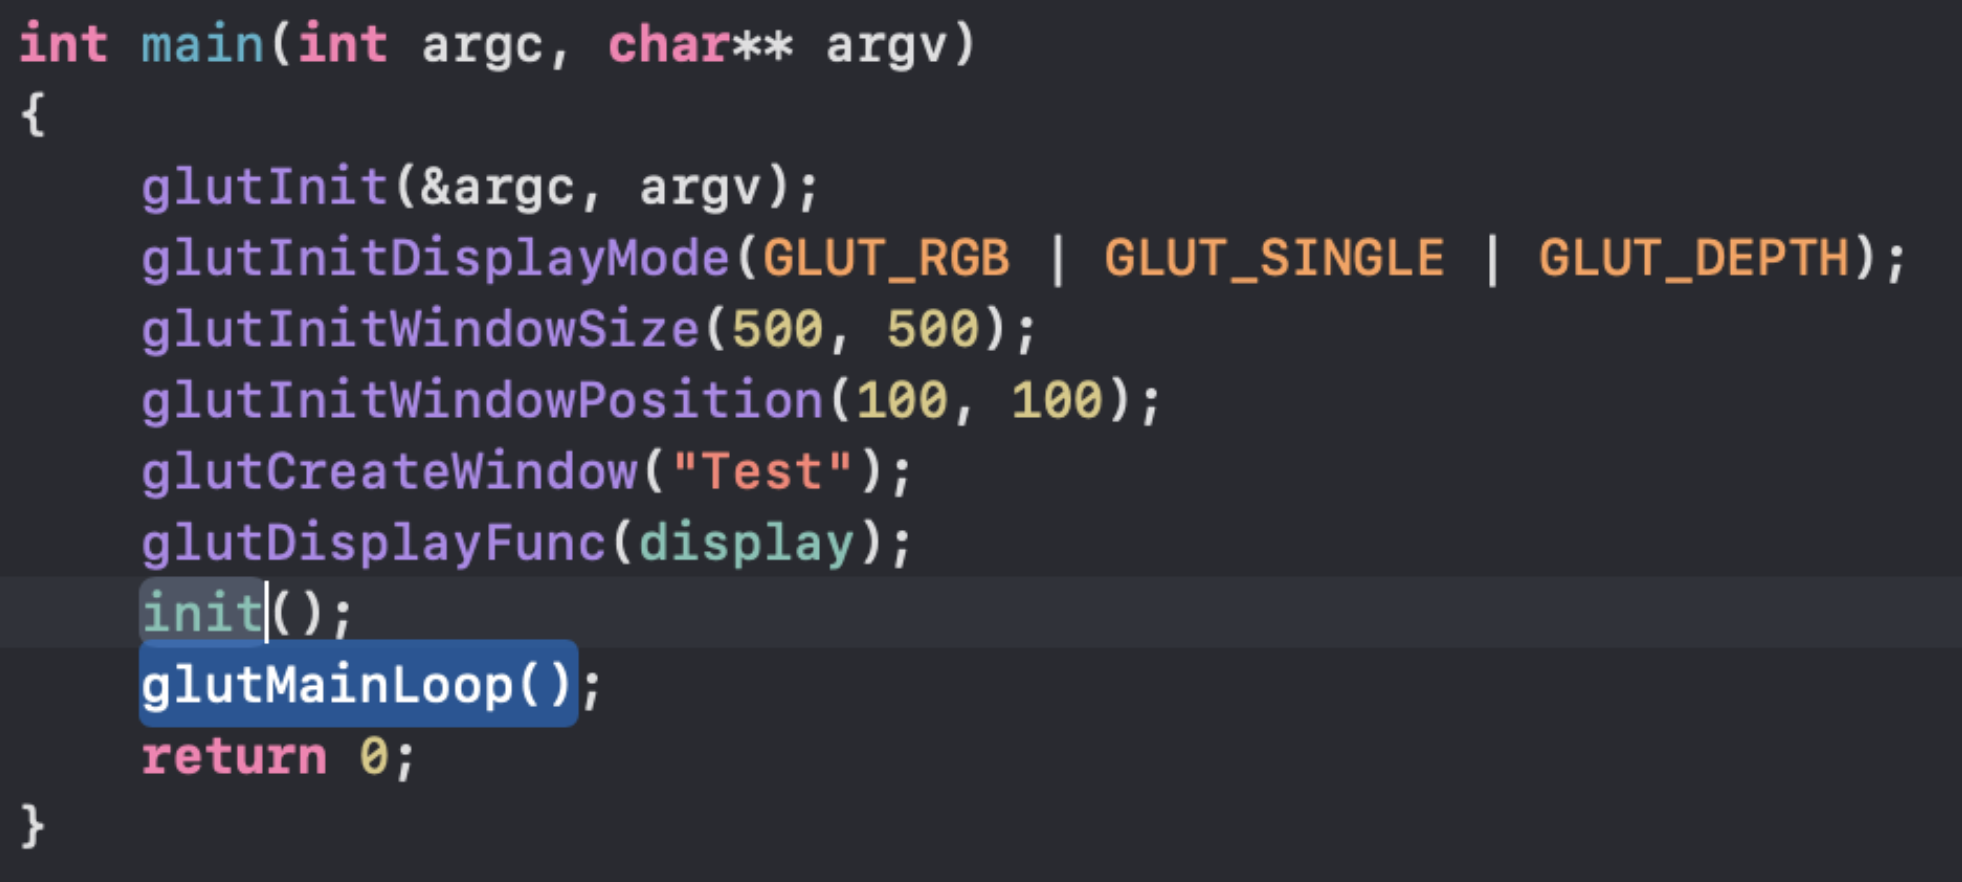 int main(int argc, char** argv)
{
    glutInit(&argc, argv);
    glutInitDisplayMode(GLUT_RGB | GLUT_SINGLE | GLUT_DEPTH);
    glutInitWindowSize(500, 500);
    glutInitWindowPosition(100, 100);
    glutCreateWindow("Test");
    glutDisplayFunc(display);
    init();
    glutMainLoop();
    return 0;
}